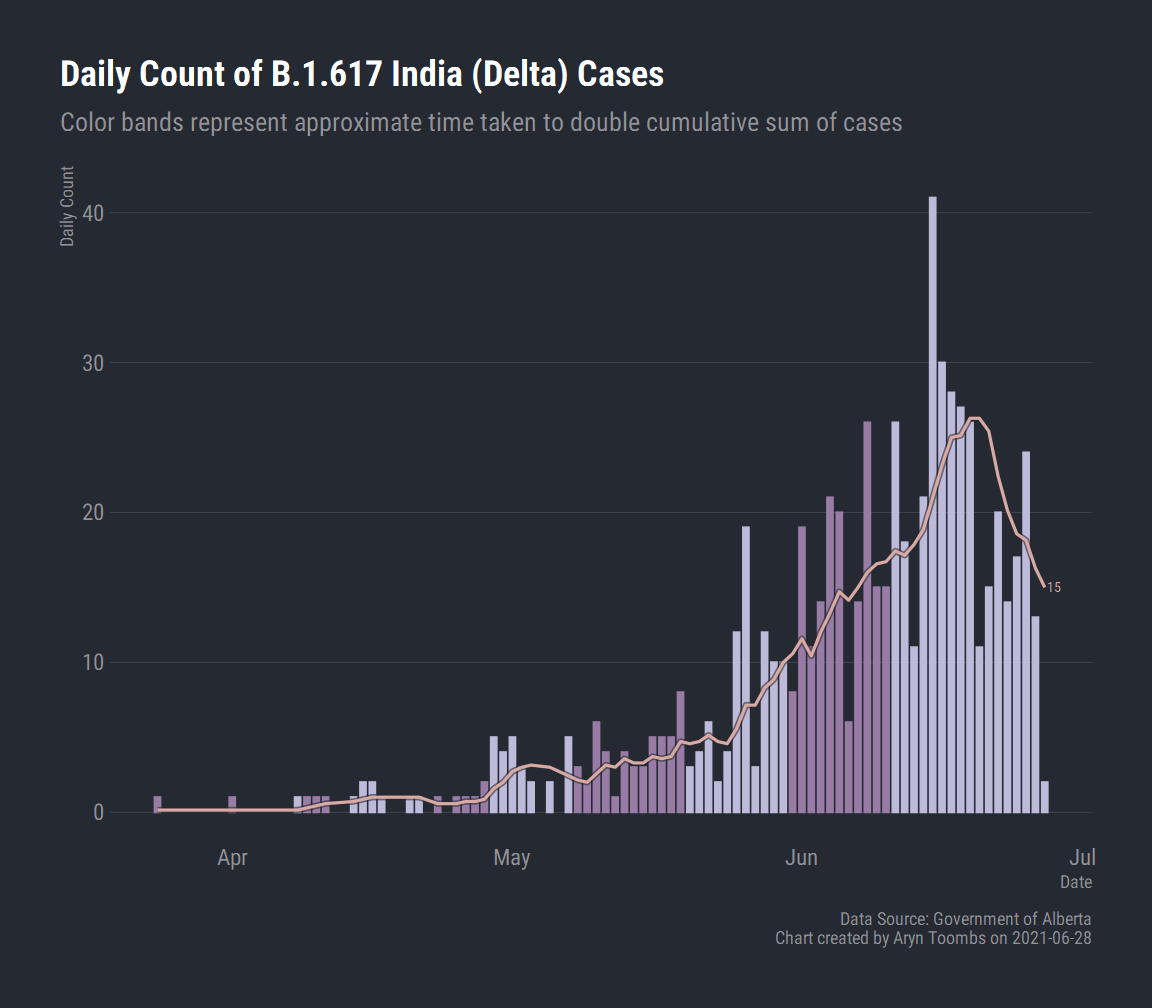 Daily Count of B.1.617 India (Delta) Cases
Color bands represent approximate time taken to double cumulative sum of cases
Daily Count
40
30
20
10
0
15
Apr
May
Jun
Jul
Date
Data Source: Government of Alberta
Chart created by Aryn Toombs on 2021-06-28